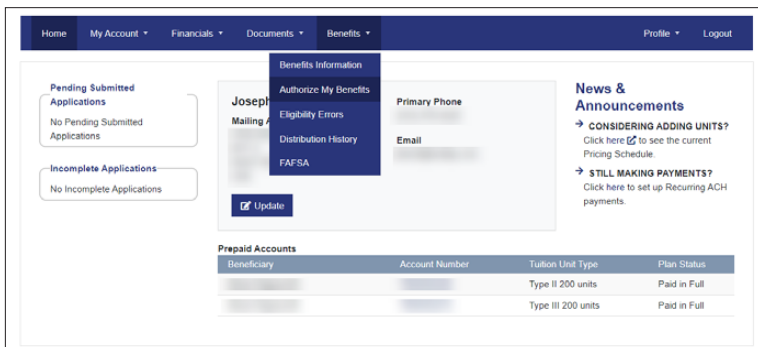 Home My Account Financials Documents Benefits Profile Logout
Benefits Information
Authorize My Benefits
Eligibility Errors
Distribution History
FAFSA
Pending Submitted
Applications
No Pending Submitted
Applications
Incomplete Applications
No Incomplete Applications
Joseph
Mailing A
Primary Phone
Email
Update
News &
Announcements
CONSIDERING ADDING UNITS?
Click here to see the current
Pricing Schedule.
STILL MAKING PAYMENTS?
Click here to set up Recurring ACH
payments.
Prepaid Accounts
Beneficiary Account Number Tuition Unit Type Plan Status
Type II 200 units Paid in Full
Type III 200 units Paid in Full